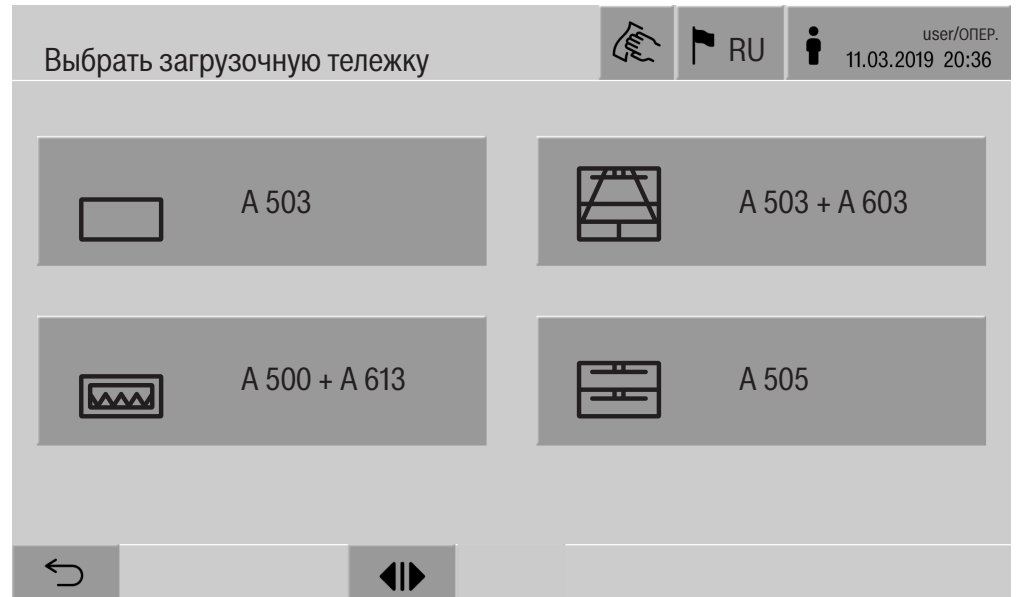 Выбрать загрузочную тележку
RU
user/ОПЕР.
11.03.2019 20:36
A 503
A 503 + A 603
A 500 + A 613
A 505